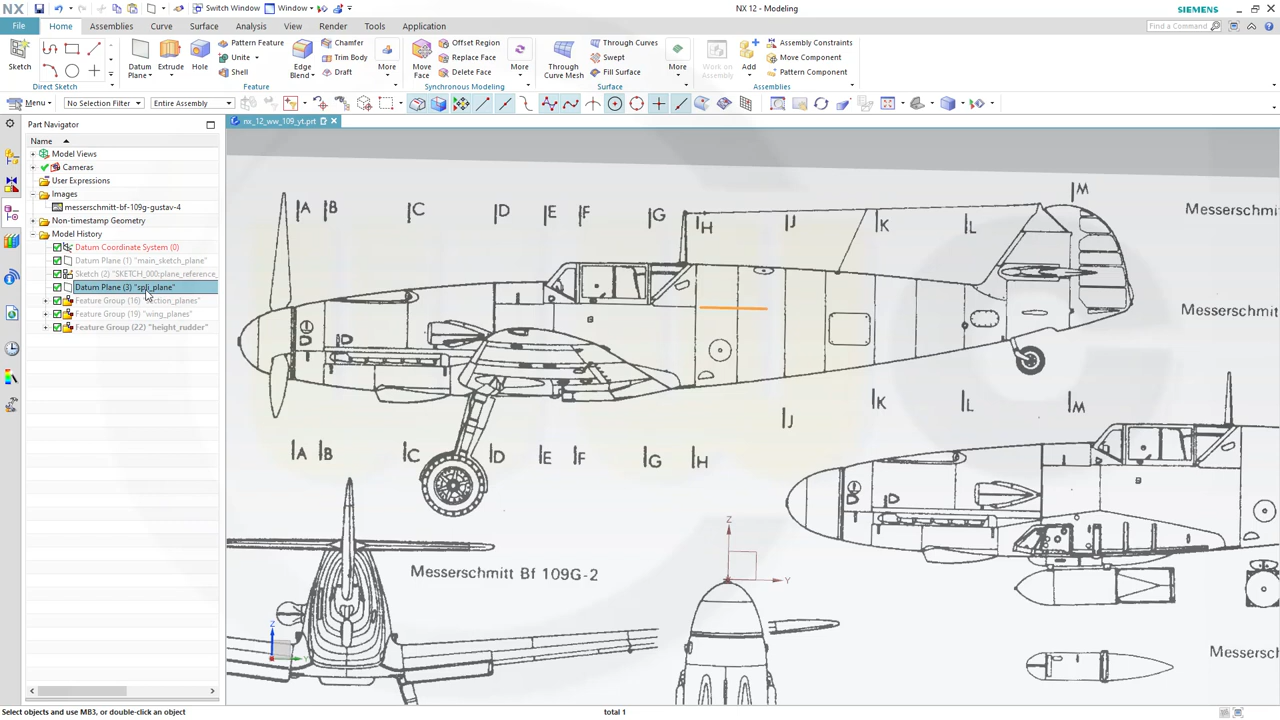 NX
Switch Window
Window
NX 12 - Modeling
SIEMENS
File
Home
Assemblies
Curve
Surface
Analysis
View
Render
Tools
Application
Find a Command
Sketch
Direct Sketch
Datum Plane
Extrude
Hole
Pattern Feature
Unite
Shell
Edge Blend
Chamfer
Trim Body
Draft
More
Feature
Move Face
Offset Region
Replace Face
Delete Face
More
Synchronous Modeling
Through Curve Mesh
Through Curves
Swept
Fill Surface
More
Surface
Work on Assembly
Add
Assembly Constraints
Move Component
Pattern Component
Assemblies
Menu
No Selection Filter
Entire Assembly
Part Navigator
nx_12_ww_109_yt.prt
Name
Model Views
Cameras
User Expressions
Images
messerschmitt-bf-109g-gustav-4
Non-timestamp Geometry
Model History
Datum Coordinate System (0)
Datum Plane (1) "main_sketch_plane"
Sketch (2) "SKETCH_000:plane_reference_
Datum Plane (3)
Feature Group (16)
Feature Group (19) "wing_planes"
Feature Group (22) "height_rudder"
A B C D E F G H J K L M
Messerschmi
A B C D E F G H J K L M
Messerschmi
Messerschmitt Bf 109G-2
Messersc
Z
Y
Z
Select objects and use MB3, or double-click an object
total 1